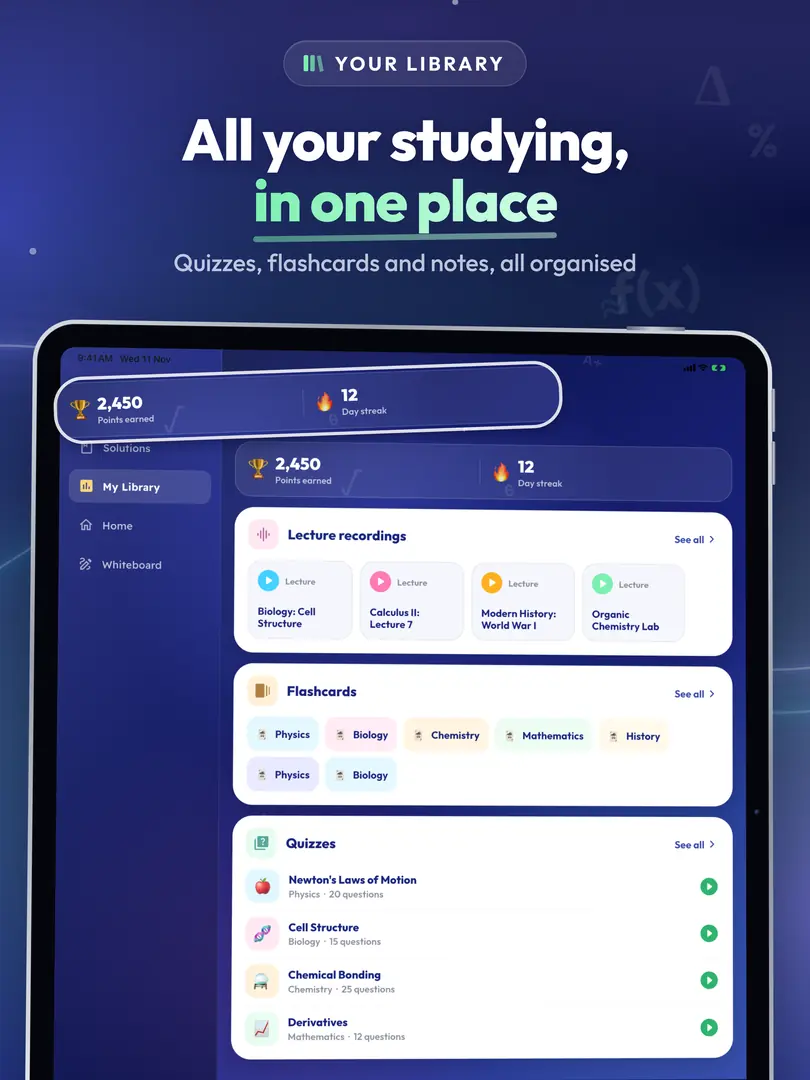 YOUR LIBRARY
Δ
%
All your studying,
in one place
Quizzes, flashcards and notes, all organised
f(x)
9:41 AM Wed 11 Nov
2,450
Points earned
12
Day streak
√
θ
Solutions
My Library
Home
Whiteboard
2,450
Points earned
12
Day streak
√
θ
Lecture recordings
See all
Lecture
Biology: Cell
Structure
Lecture
Calculus II:
Lecture 7
Lecture
Modern History:
World War I
Lecture
Organic
Chemistry Lab
Flashcards
See all
Physics
Biology
Chemistry
Mathematics
History
Physics
Biology
Quizzes
See all
Newton's Laws of Motion
Physics · 20 questions
Cell Structure
Biology · 15 questions
Chemical Bonding
Chemistry · 25 questions
Derivatives
Mathematics · 12 questions